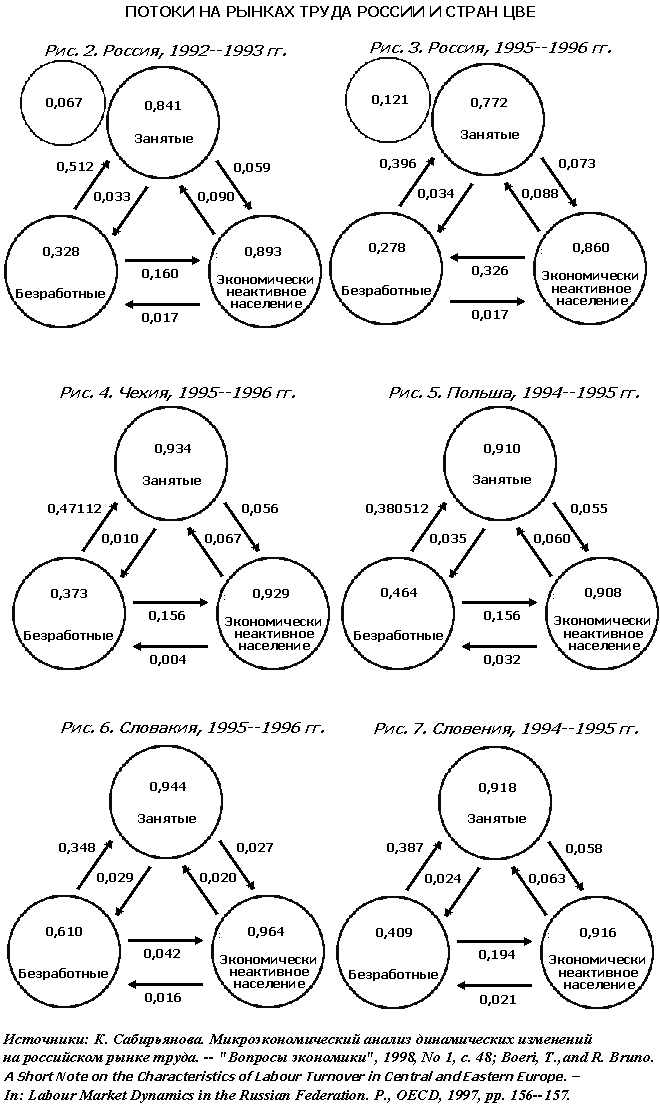 ПОТОКИ НА РЫНКАХ ТРУДА РОССИИ И СТРАН ЦВЕ
Рис. 2. Россия, 1992--1993 гг.
0,067
0,841
Занятые
0,512
0,033
0,059
0,090
0,328
Безработные
0,160
0,017
0,893
Экономически
неактивное
население
Рис. 3. Россия, 1995--1996 гг.
0,121
0,772
Занятые
0,396
0,034
0,073
0,088
0,278
Безработные
0,326
0,017
0,860
Экономически
неактивное
население
Рис. 4. Чехия, 1995--1996 гг.
0,934
Занятые
0,47112
0,010
0,056
0,067
0,373
Безработные
0,156
0,004
0,929
Экономически
неактивное
население
Рис. 5. Польша, 1994--1995 гг.
0,910
Занятые
0,380512
0,035
0,055
0,060
0,464
Безработные
0,156
0,032
0,908
Экономически
неактивное
население
Рис. 6. Словакия, 1995--1996 гг.
0,944
Занятые
0,348
0,029
0,027
0,020
0,610
Безработные
0,042
0,016
0,964
Экономически
неактивное
население
Рис. 7. Словения, 1994--1995 гг.
0,918
Занятые
0,387
0,024
0,058
0,063
0,409
Безработные
0,194
0,021
0,916
Экономически
неактивное
население
Источники: К. Сабирьянова. Микроэкономический анализ динамических изменений
на российском рынке труда. -- "Вопросы экономики", 1998, No 1, с. 48; Boeri, T.,and R. Bruno.
A Short Note on the Characteristics of Labour Turnover in Central and Eastern Europe. –
In: Labour Market Dynamics in the Russian Federation. P., OECD, 1997, pp. 156--157.